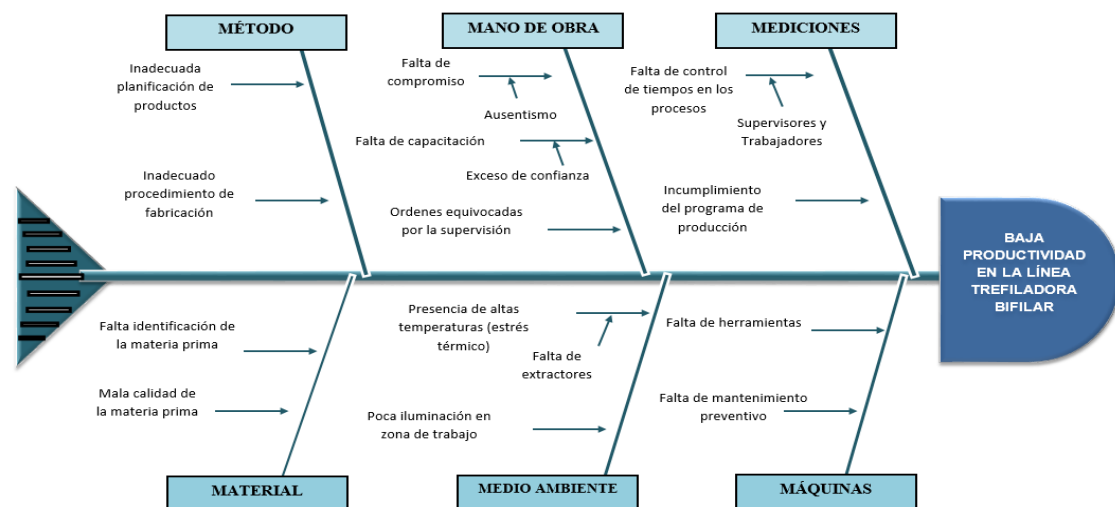 MÉTODO
MANO DE OBRA
MEDICIONES
Inadecuada
planificación de
productos
Inadecuado
procedimiento de
fabricación
Falta de
compromiso
Ausentismo
Falta de capacitación
Exceso de confianza
Ordenes equivocadas
por la supervisión
Falta de control
de tiempos en los
procesos
Supervisores y
Trabajadores
Incumplimiento
del programa de
producción
BAJA
PRODUCTIVIDAD
EN LA LÍNEA
TREFILADORA
BIFILAR
Falta identificación de
la materia prima
Mala calidad de
la materia prima
Presencia de altas
temperaturas (estrés
térmico)
Falta de
extractores
Poca iluminación en
zona de trabajo
Falta de herramientas
Falta de mantenimiento
preventivo
MATERIAL
MEDIO AMBIENTE
MÁQUINAS